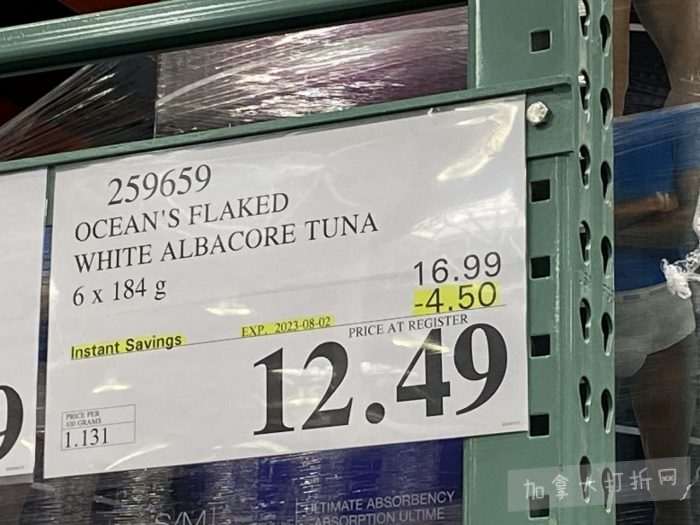 259659
OCEAN'S FLAKED
WHITE ALBACORE TUNA
6 x 184 g
16.99
-4.50
Instant Savings
EXP. 2023-08-02
PRICE AT REGISTER
12.49
PRICE PER
100 GRAMS
1.131
9
S/M
ULTIMATE ABSORBENCY
ABSORPTION ULTIME
加拿大打折网